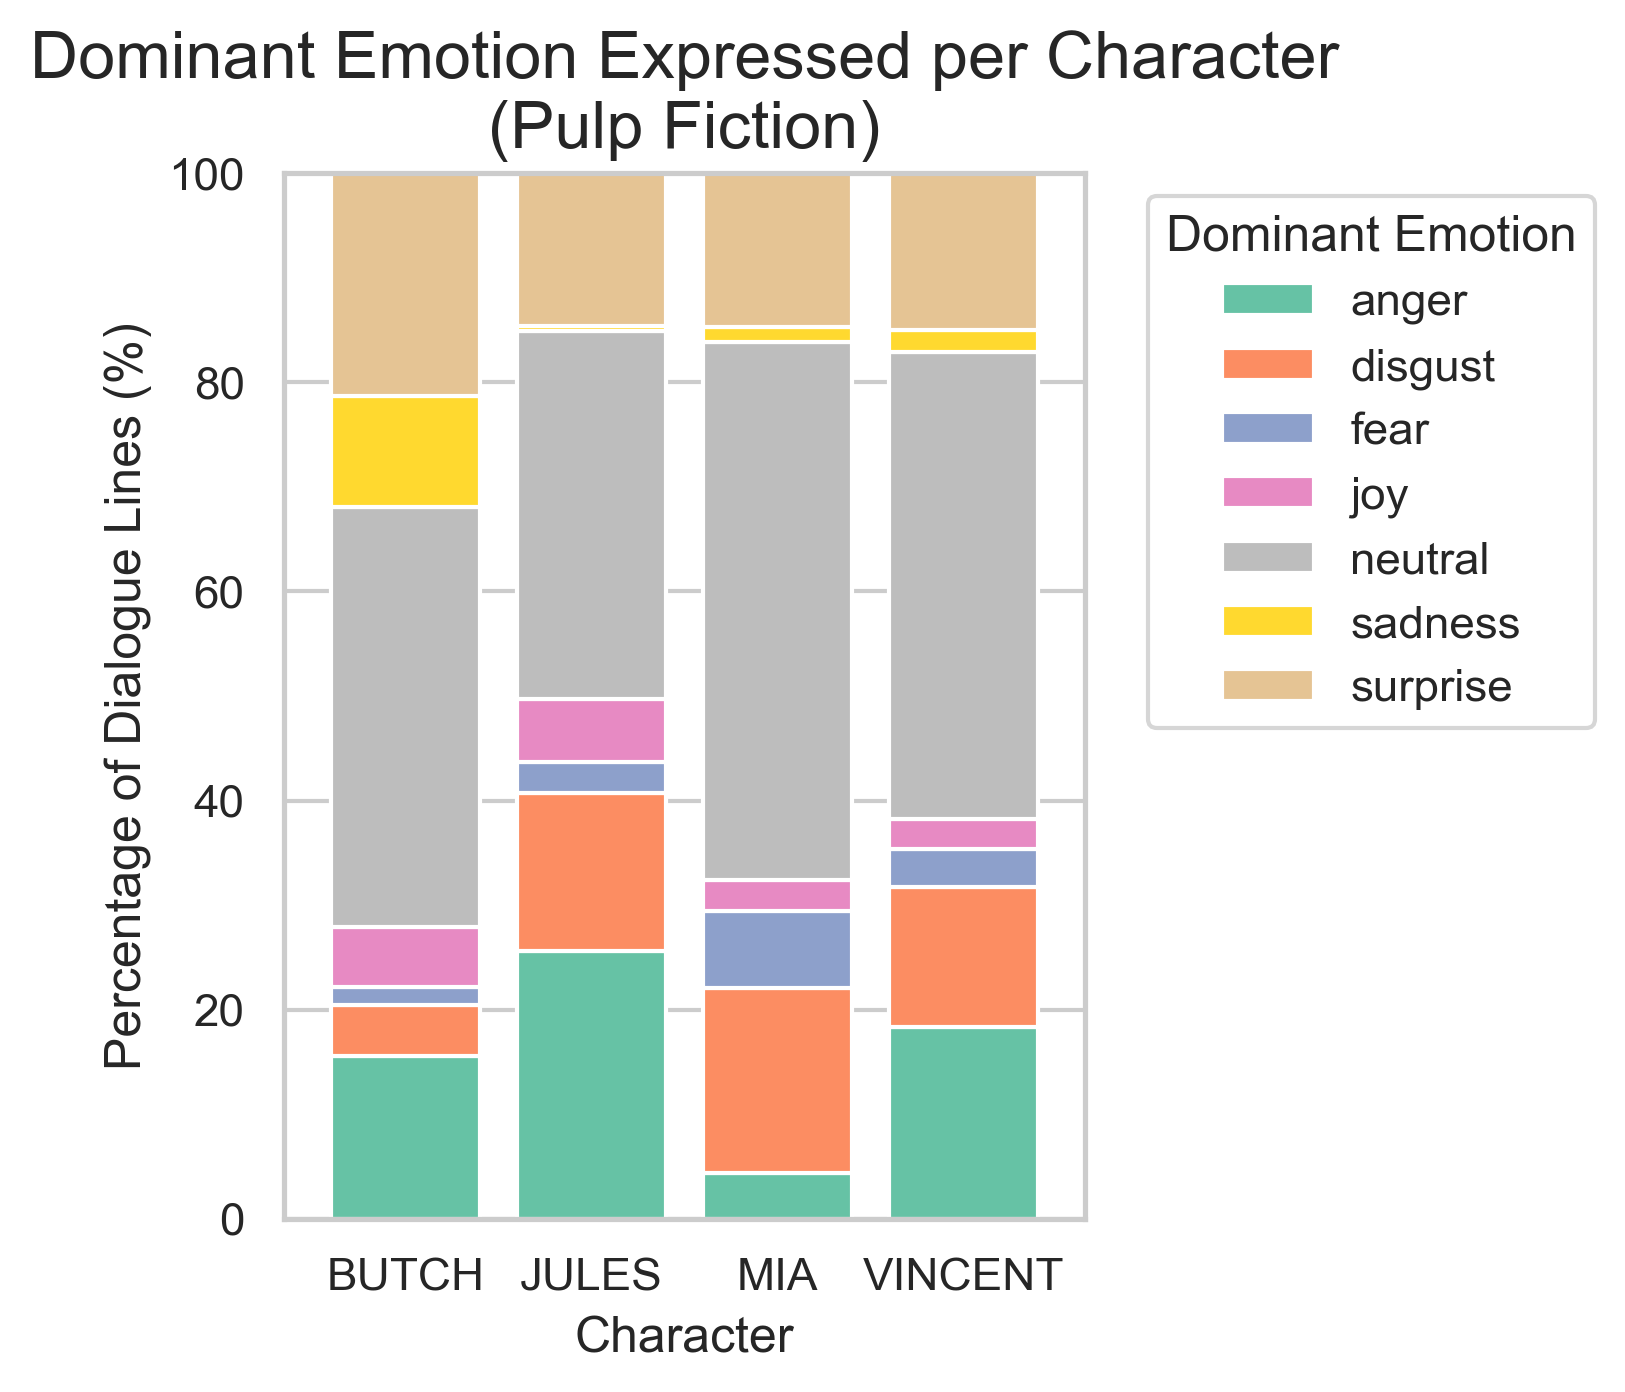 Dominant Emotion Expressed per Character
(Pulp Fiction)
Percentage of Dialogue Lines (%)
100
80
60
40
20
0
BUTCH
JULES
MIA
VINCENT
Character
Dominant Emotion
anger
disgust
fear
joy
neutral
sadness
surprise